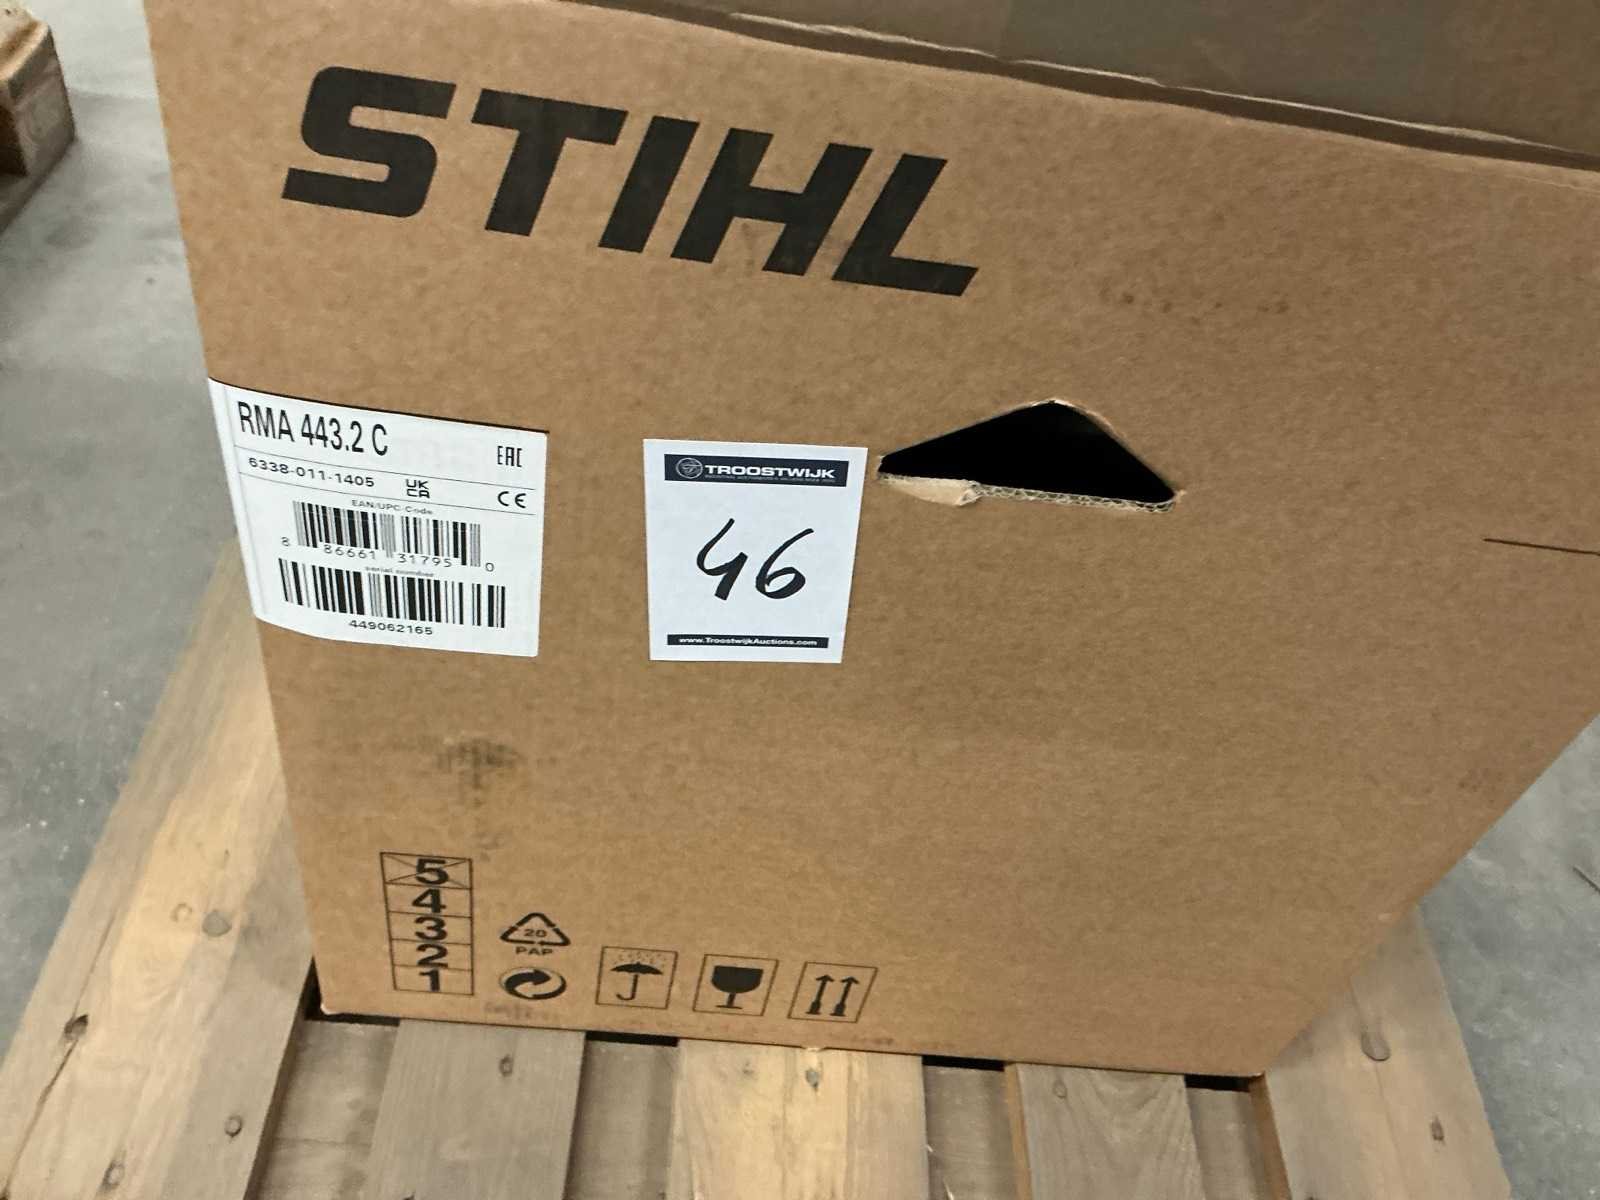 STIHL
RMA 443.2 C
EAC
6338-011-1405
UK
CA
CE
EAN/UPC-Code
8 86661 31795 0
serial number
449062165
TROOSTWIJK
46
www.TroostwijkAuctions.com
5
4
3
2
1
20
PAP